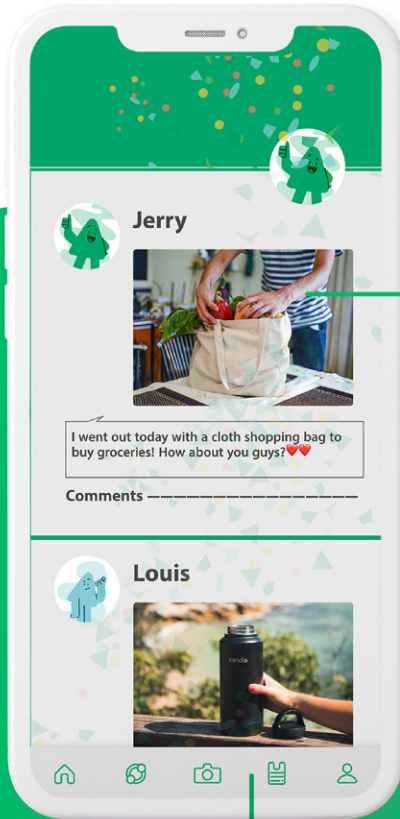 Jerry
I went out today with a cloth shopping bag to
buy groceries! How about you guys?❤️❤️
Comments
Louis
bindle